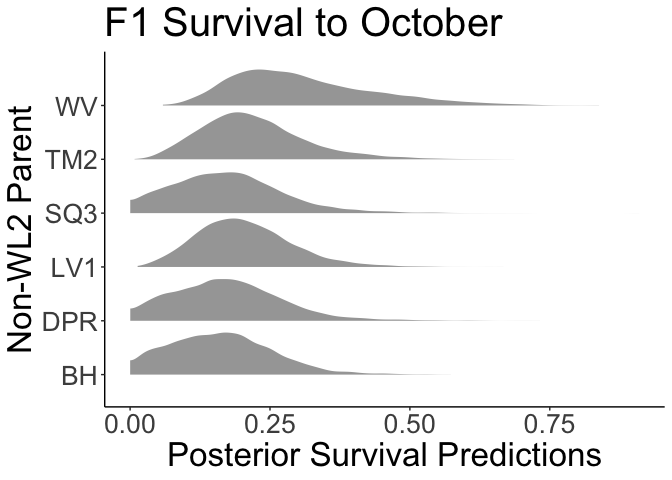 F1 Survival to October
Non-WL2 Parent
WV
TM2
SQ3
LV1
DPR
BH
0.00 0.25 0.50 0.75
Posterior Survival Predictions